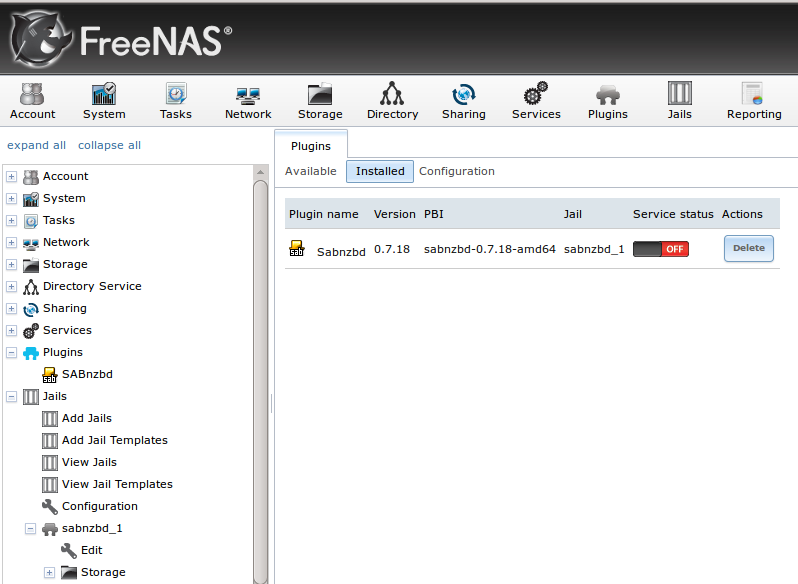 FreeNAS®
Account System Tasks Network Storage Directory Sharing Services Plugins Jails Reporting
expand all collapse all
Account
System
Tasks
Network
Storage
Directory Service
Sharing
Services
Plugins
SABnzbd
Jails
Add Jails
Add Jail Templates
View Jails
View Jail Templates
Configuration
sabnzbd_1
Edit
Storage
Plugins
Available Installed Configuration
Plugin name Version PBI Jail Service status Actions
Sabnzbd 0.7.18 sabnzbd-0.7.18-amd64 sabnzbd_1 OFF Delete